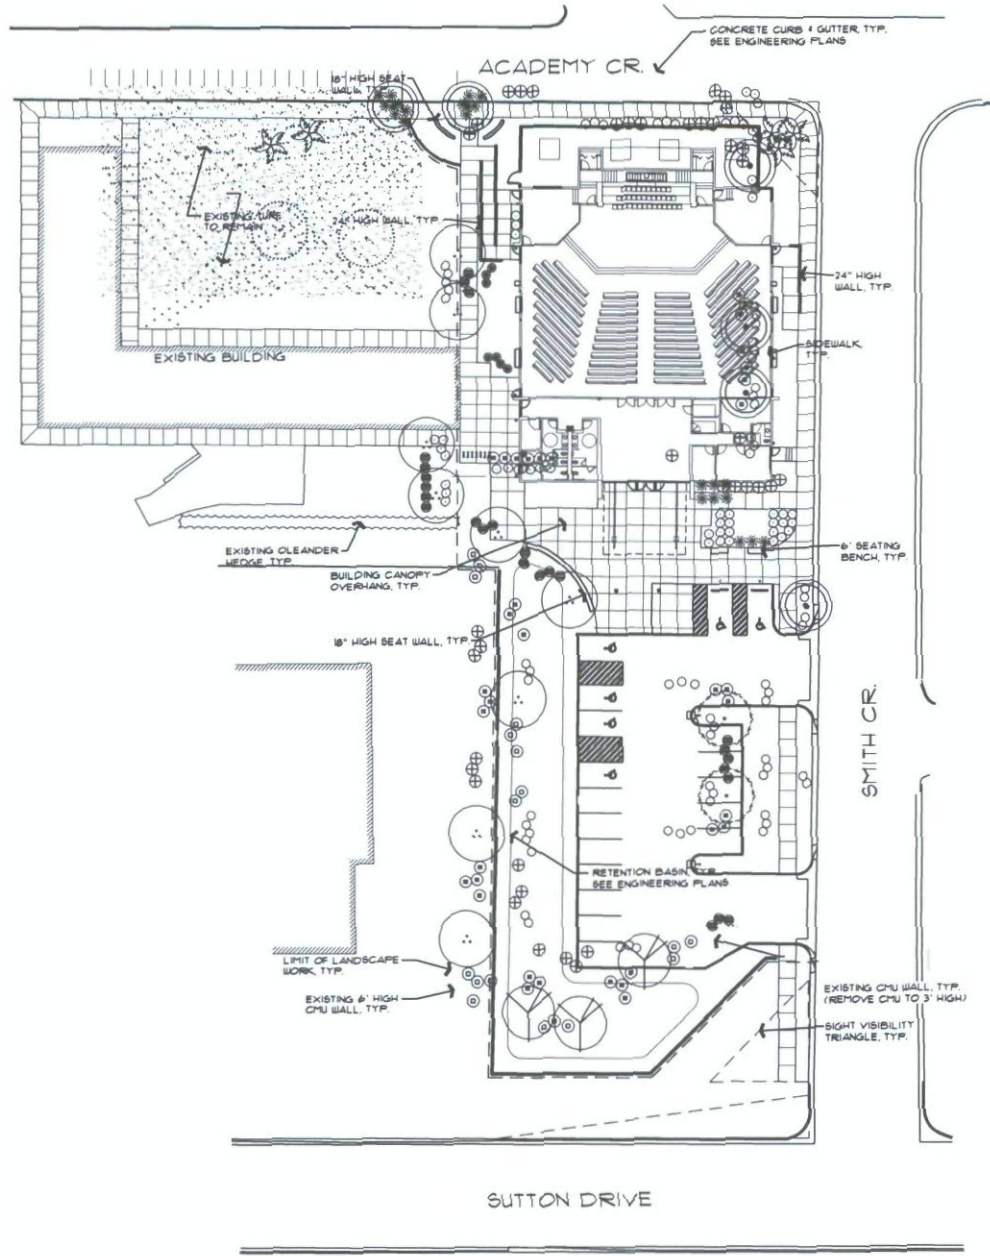 CONCRETE CURB & GUTTER, TYP.
SEE ENGINEERING PLANS
ACADEMY CR.
18" HIGH SEAT
WALL, TYP.
EXISTING TURF
TO REMAIN
24" HIGH WALL, TYP.
24" HIGH
WALL, TYP.
SIDEWALK,
TYP.
EXISTING BUILDING
EXISTING OLEANDER
HEDGE, TYP.
BUILDING CANOPY
OVERHANG, TYP.
6' SEATING
BENCH, TYP.
18" HIGH SEAT WALL, TYP.
SMITH CR.
RETENTION BASIN, TYP.
SEE ENGINEERING PLANS
LIMIT OF LANDSCAPE
WORK, TYP.
EXISTING 6' HIGH
CMU WALL, TYP.
EXISTING CMU WALL, TYP.
(REMOVE CMU TO 3' HIGH)
SIGHT VISIBILITY
TRIANGLE, TYP.
SUTTON DRIVE